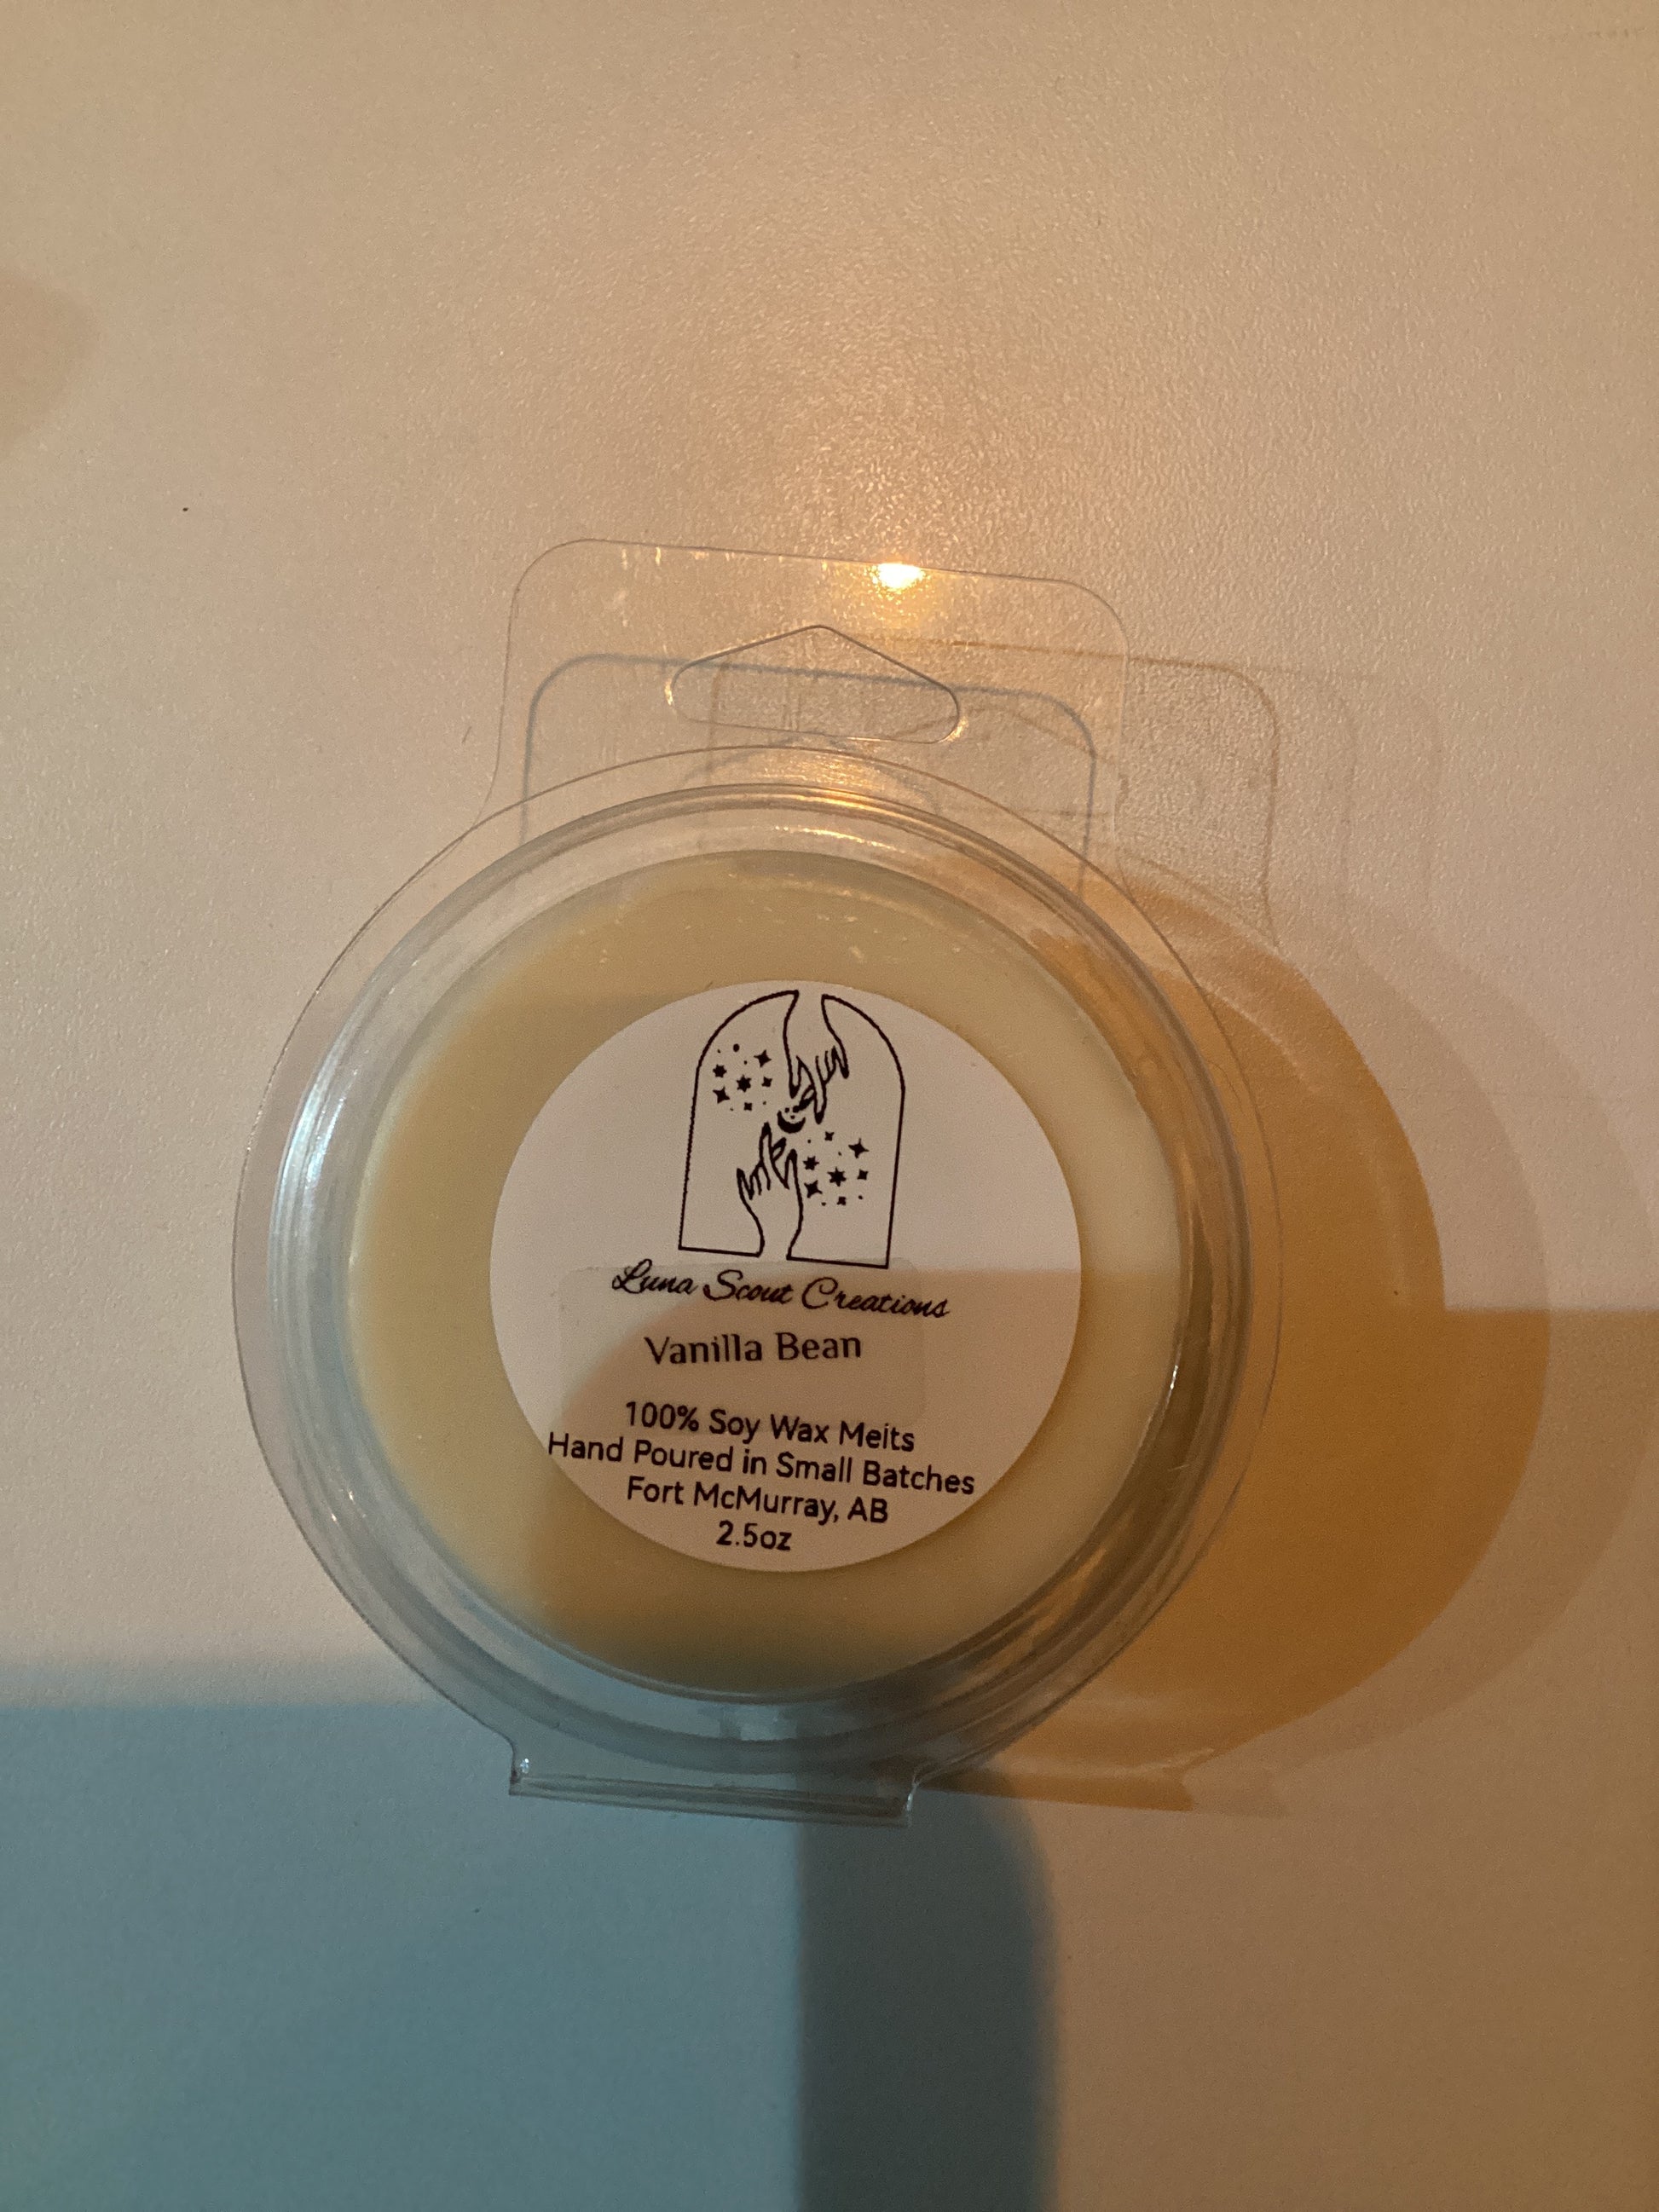 Luna Scout Creations
Vanilla Bean
100% Soy Wax Melts
Hand Poured in Small Batches
Fort McMurray, AB
2.5oz